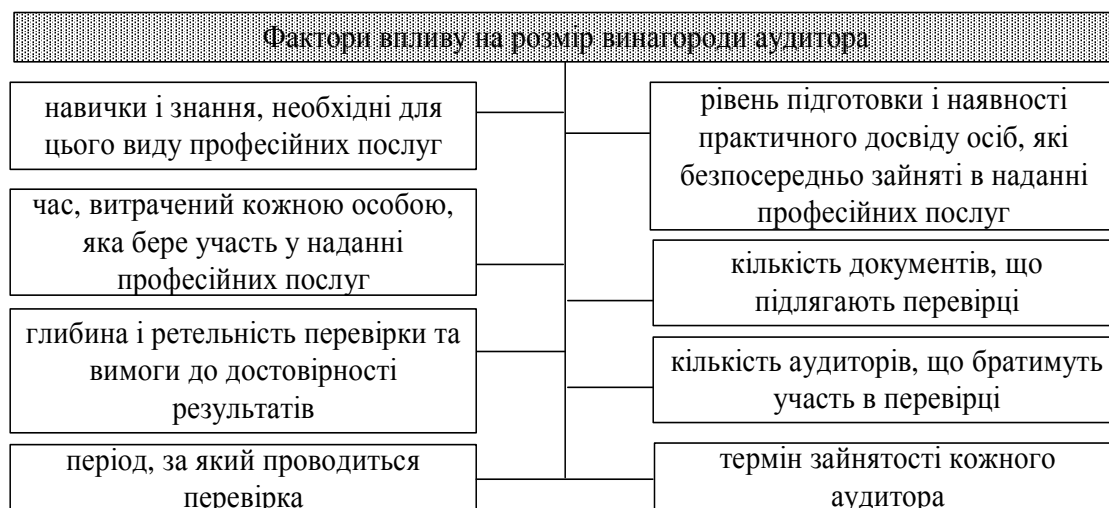 Фактори впливу на розмір винагороди аудитора
навички і знання, необхідні для
цього виду професійних послуг
час, витрачений кожною особою,
яка бере участь у наданні
професійних послуг
глибина і ретельність перевірки та
вимоги до достовірності
результатів
період, за який проводиться
перевірка
рівень підготовки і наявності
практичного досвіду осіб, які
безпосередньо зайняті в наданні
професійних послуг
кількість документів, що
підлягають перевірці
кількість аудиторів, що братимуть
участь в перевірці
термін зайнятості кожного
аудитора